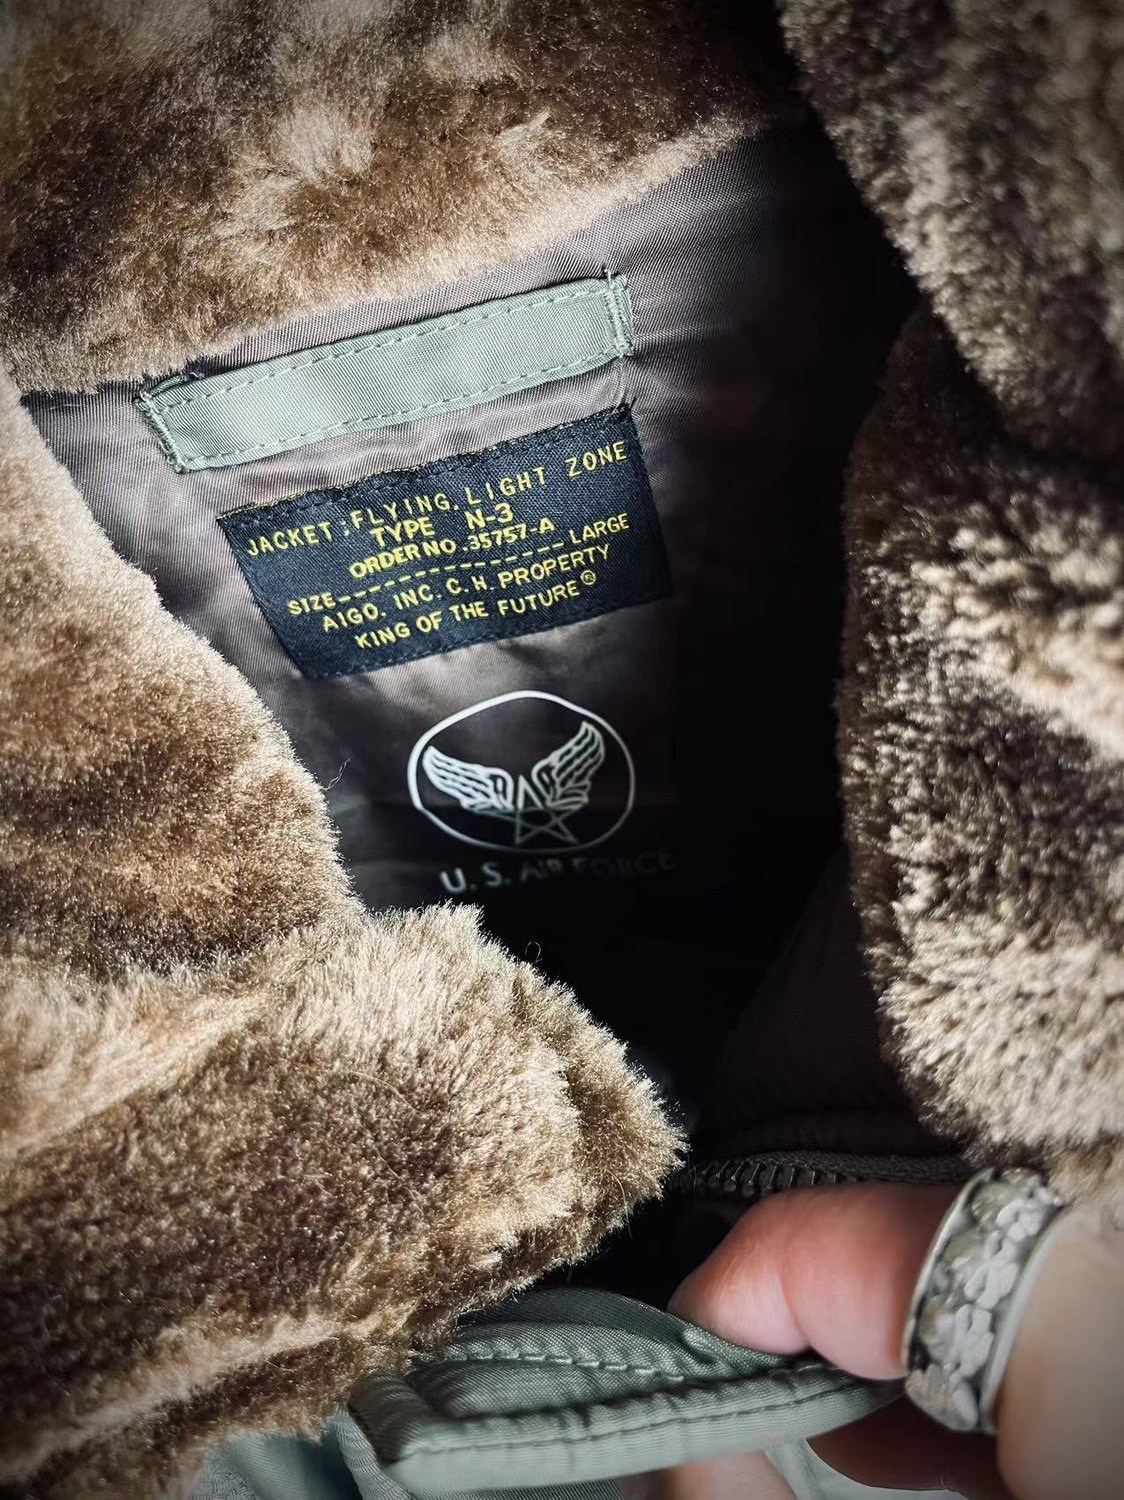 JACKET;FLYING, LIGHT ZONE
TYPE N-3
ORDER NO.35757-A
SIZE-------------LARGE
AIGO. INC. C. H. PROPERTY
KING OF THE FUTURE®
U. S. AIR FORCE